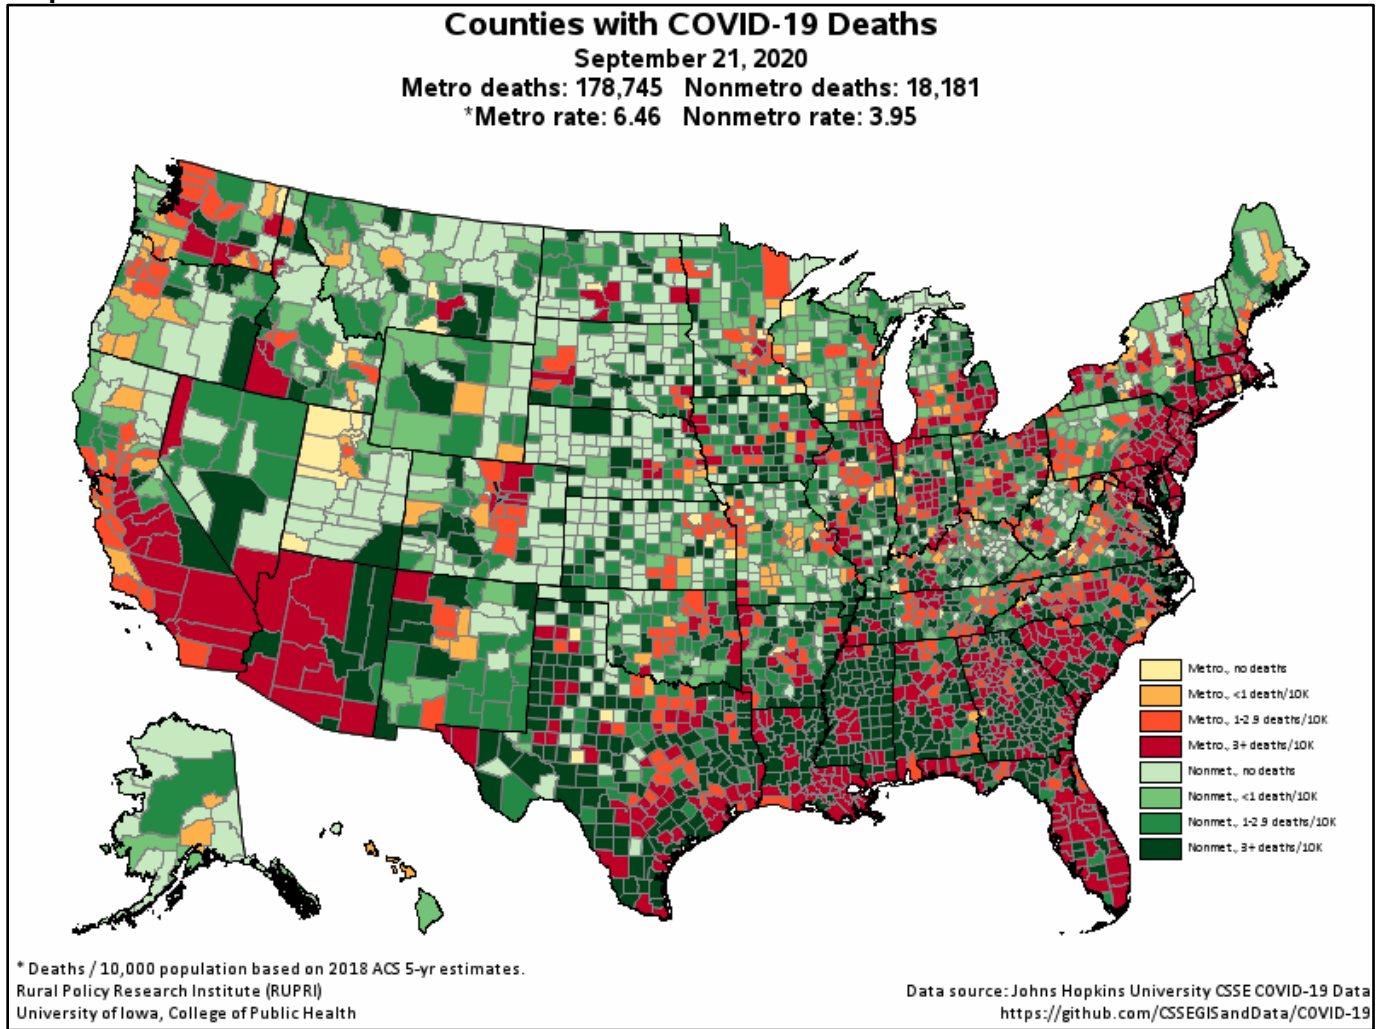 Counties with COVID-19 Deaths
September 21, 2020
Metro deaths: 178,745 Nonmetro deaths: 18,181
*Metro rate: 6.46 Nonmetro rate: 3.95
Metro., no deaths
Metro., <1 death/10K
Metro., 1-2.9 deaths/10K
Metro., 3+ deaths/10K
Nonmet., no deaths
Nonmet., <1 death/10K
Nonmet., 1-2.9 deaths/10K
Nonmet., 3+ deaths/10K
* Deaths / 10,000 population based on 2018 ACS 5-yr estimates.
Rural Policy Research Institute (RUPRI)
University of Iowa, College of Public Health
Data source: Johns Hopkins University CSSE COVID-19 Data
https://github.com/CSSEGISandData/COVID-19